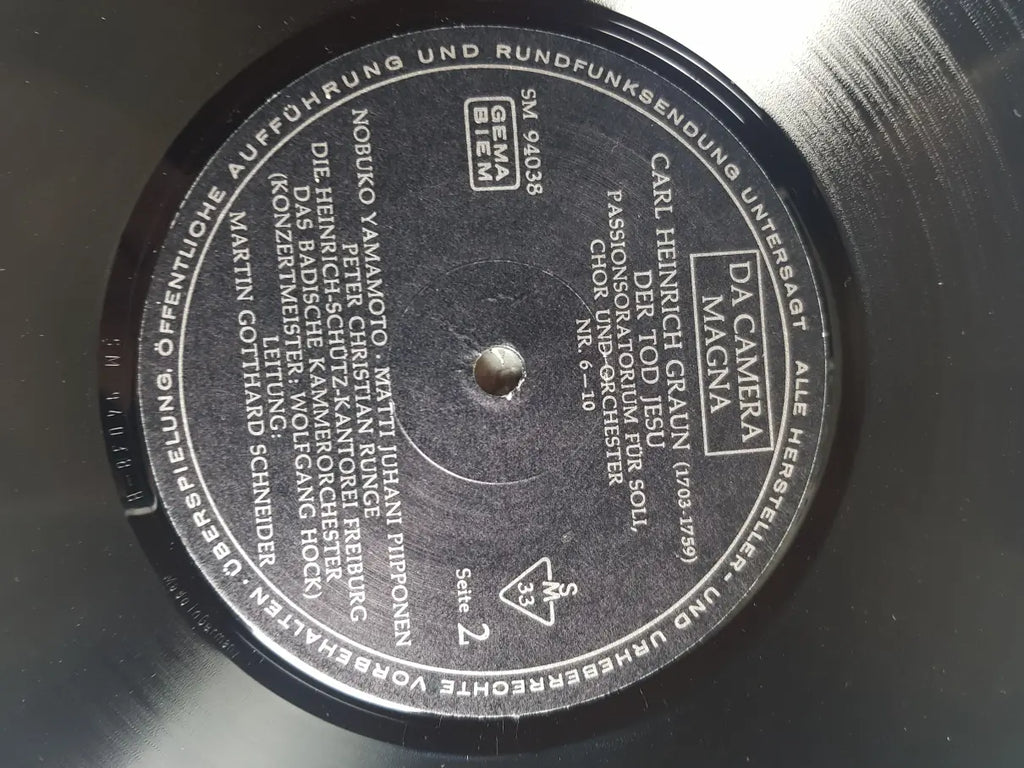 DA CAMERA
MAGNA
CARL HEINRICH GRAUN (1703-1759)
DER TOD JESU
PASSIONSORATORIUM FÜR SOLI,
CHOR UND ORCHESTER
NR. 6–10
SM 94038
GEMA
BIEM
S
M
33
Seite 2
NOBUKO YAMAMOTO · MATTI JUHANI PIIPPONEN
PETER CHRISTIAN RUNGE
DIE HEINRICH-SCHÜTZ-KANTOREI FREIBURG
DAS BADISCHE KAMMERORCHESTER
(KONZERTMEISTER: WOLFGANG HOCK)
LEITUNG:
MARTIN GOTTHARD SCHNEIDER
ALLE HERSTELLER- UND URHEBERRECHTE VORBEHALTEN. ÜBERSPIELUNG, ÖFFENTLICHE AUFFÜHRUNG UND RUNDFUNKSENDUNG UNTERSAGT